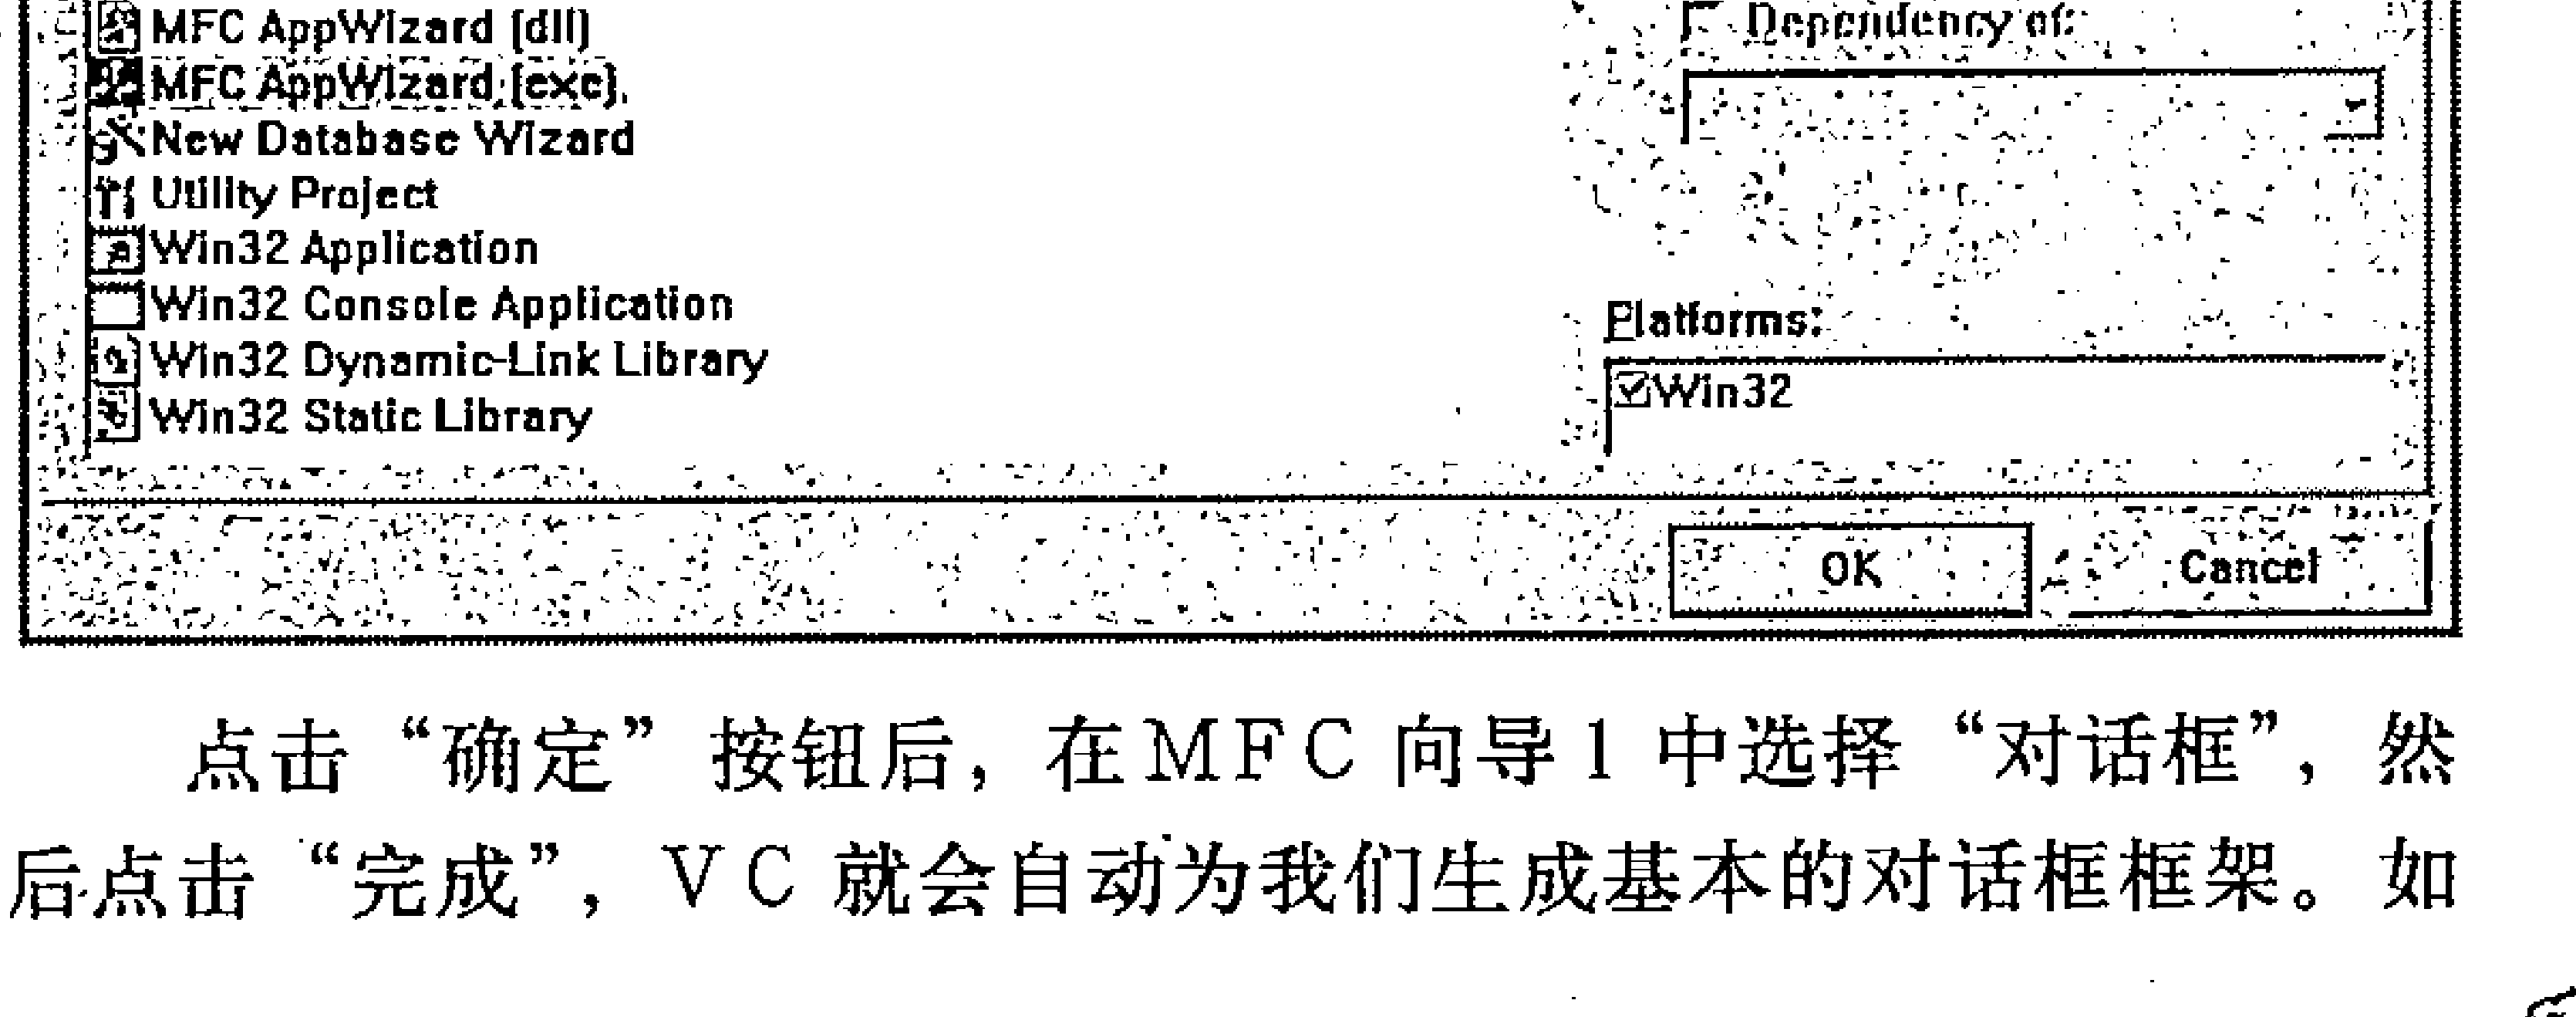 MFC AppWizard (dll)
MFC AppWizard (exe)
New Database Wizard
Utility Project
Win32 Application
Win32 Console Application
Win32 Dynamic-Link Library
Win32 Static Library
Dependency of:
Platforms:
Win32
OK
Cancel
点击“确定”按钮后，在MFC 向导1 中选择“对话框”，然
后点击“完成”，VC 就会自动为我们生成基本的对话框框架。如